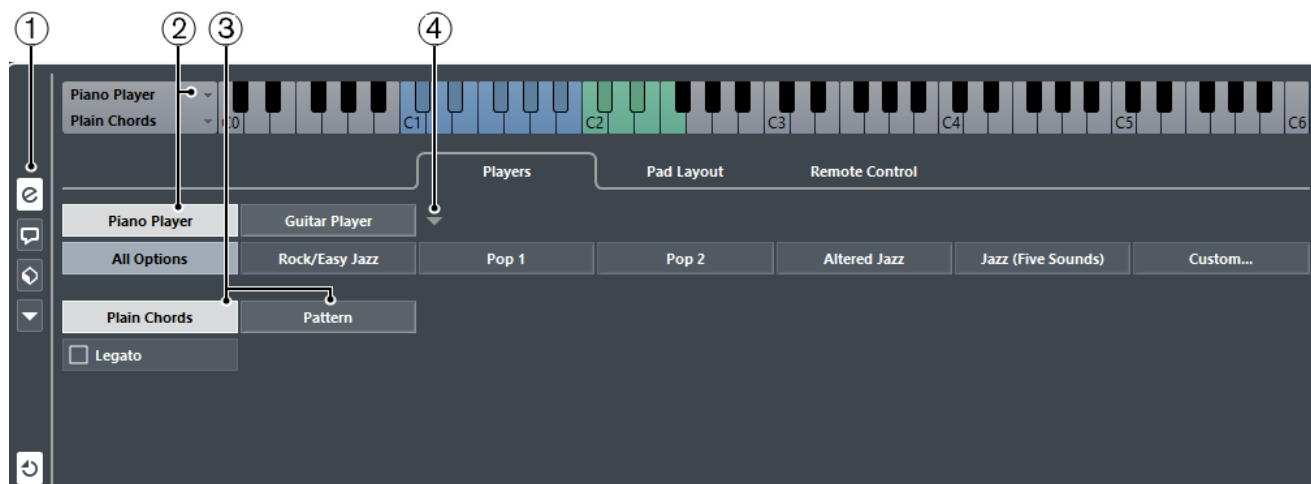 ① ② ③ ④
Piano Player
Plain Chords
C1 C2 C3 C4 C5 C6
Players Pad Layout Remote Control
Piano Player Guitar Player
All Options Rock/Easy Jazz Pop 1 Pop 2 Altered Jazz Jazz (Five Sounds) Custom...
Plain Chords Pattern
Legato